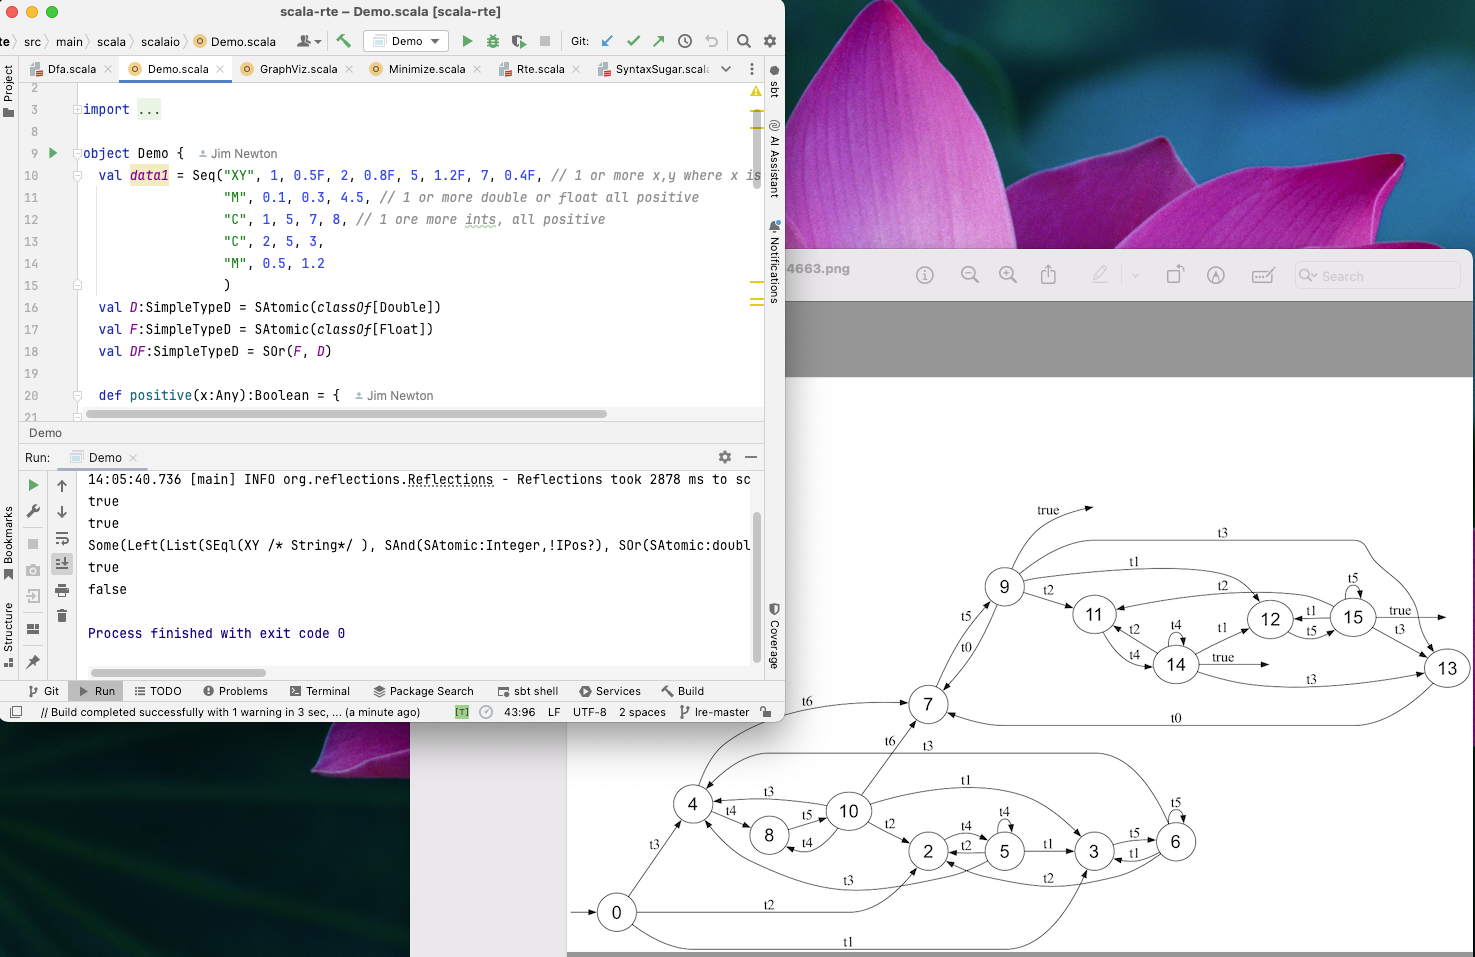 scala-rte – Demo.scala [scala-rte]
te src main scala scalaio Demo.scala Demo Git:
Project
Dfa.scala Demo.scala GraphViz.scala Minimize.scala Rte.scala SyntaxSugar.scala
sbt
AI Assistant
Notifications
Coverage
2
3 import ...
8
9 object Demo { Jim Newton
10 val data1 = Seq("XY", 1, 0.5F, 2, 0.8F, 5, 1.2F, 7, 0.4F, // 1 or more x,y where x is
11 "M", 0.1, 0.3, 4.5, // 1 or more double or float all positive
12 "C", 1, 5, 7, 8, // 1 ore more ints, all positive
13 "C", 2, 5, 3,
14 "M", 0.5, 1.2
15 )
16 val D:SimpleTypeD = SAtomic(classOf[Double])
17 val F:SimpleTypeD = SAtomic(classOf[Float])
18 val DF:SimpleTypeD = SOr(F, D)
19
20 def positive(x:Any):Boolean = { Jim Newton
21
Demo
Run: Demo
14:05:40.736 [main] INFO org.reflections.Reflections - Reflections took 2878 ms to sc
true
true
Some(Left(List(SEql(XY /* String*/ ), SAnd(SAtomic:Integer,!IPos?), SOr(SAtomic:doubl
true
false
Process finished with exit code 0
Bookmarks
Structure
Git Run TODO Problems Terminal Package Search sbt shell Services Build
// Build completed successfully with 1 warning in 3 sec, ... (a minute ago) [T] 43:96 LF UTF-8 2 spaces lre-master
4663.png Search
true
t3
9 t1 t2 t5
t2 11 12 t1 15 true
t5 t2 t4 t1 t5 t3
t0 t4 14 true 13
t3
t6 7 t0
t6 t3
4 t3 10 t1
t4 8 t5 t4 t2 t4 t4 t5
2 t2 5 t1 3 t5 t1 6
t3 t3 t2
0 t2
t1